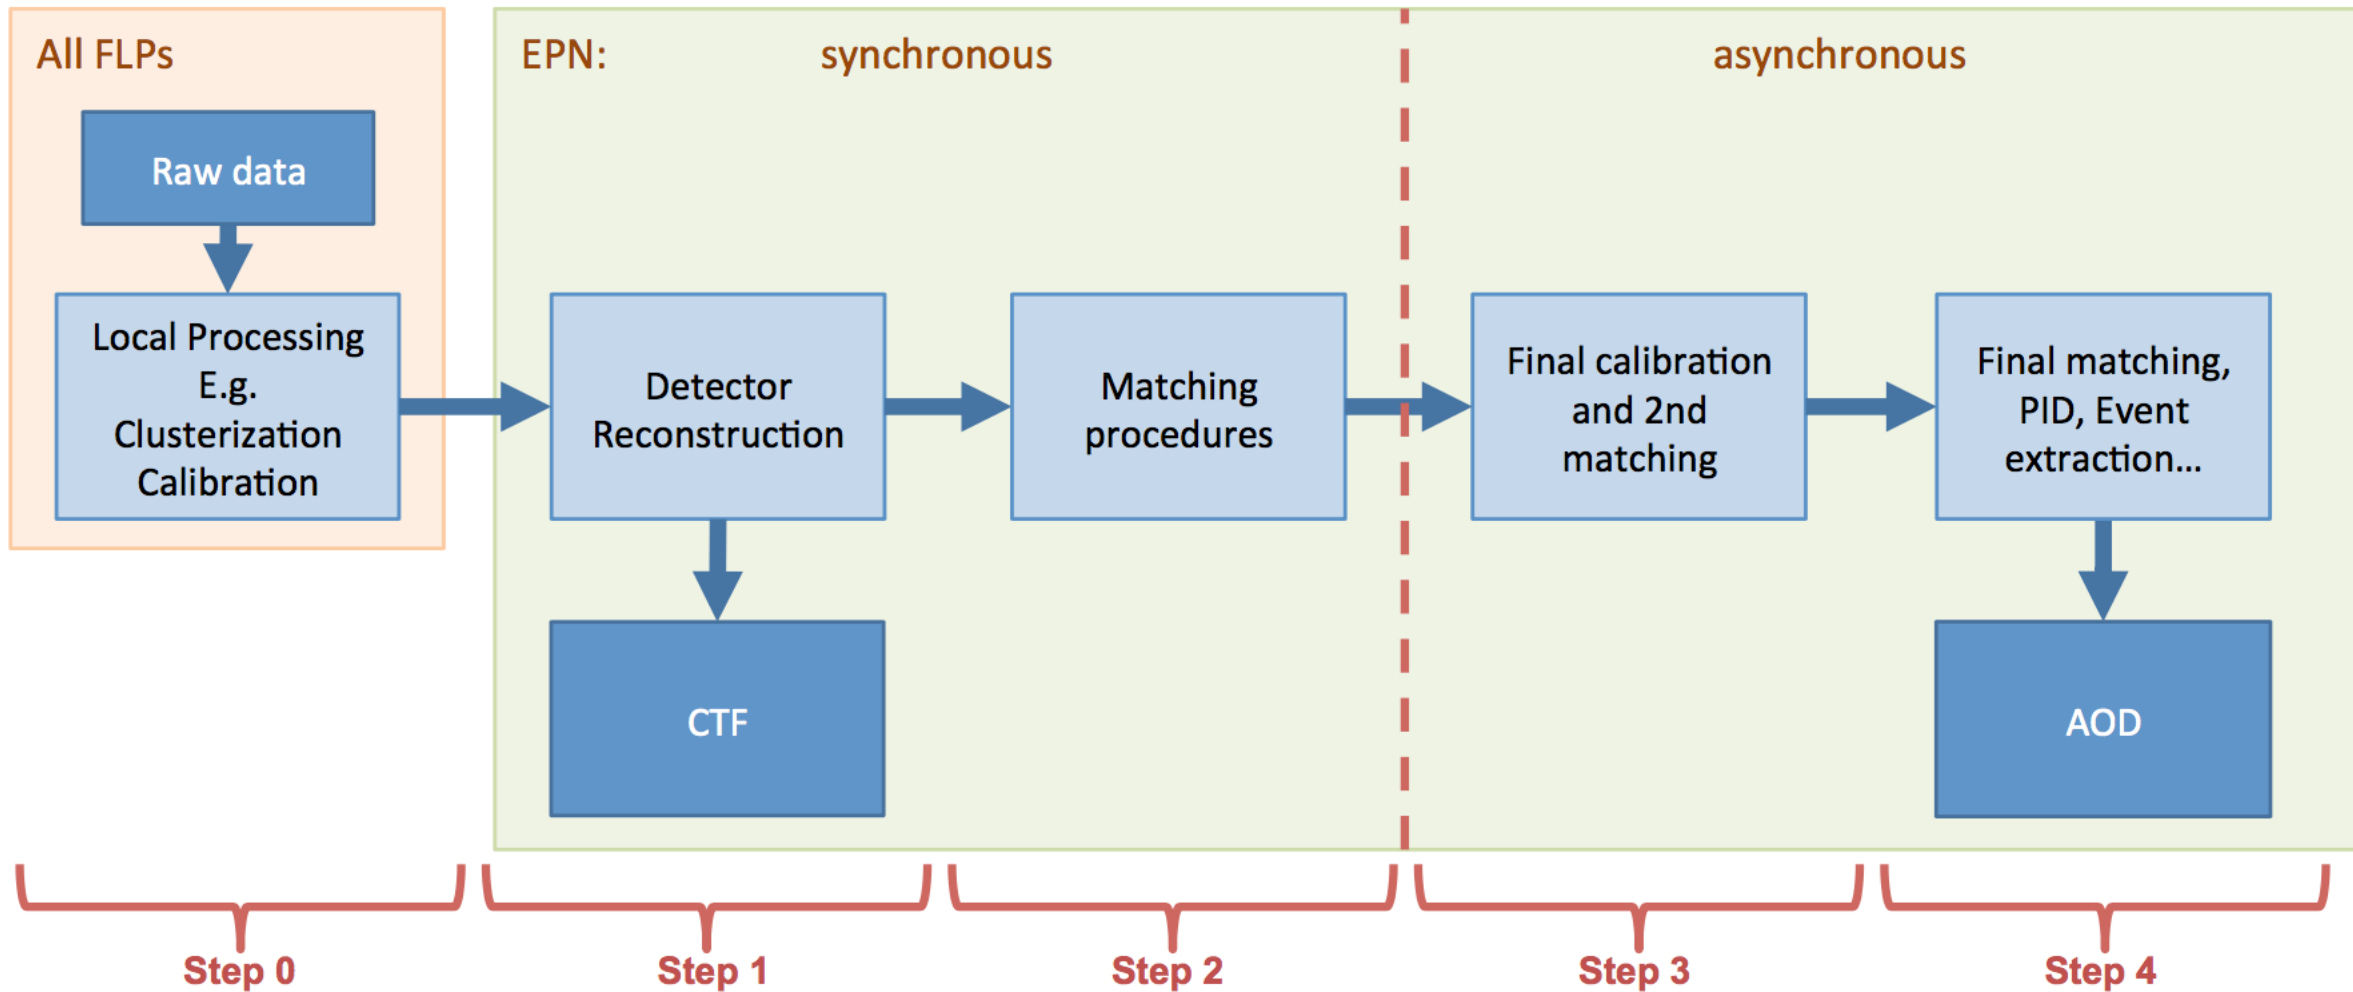 All FLPs
EPN:
synchronous
asynchronous
Raw data
Local Processing
E.g.
Clusterization
Calibration
Detector
Reconstruction
Matching
procedures
Final calibration
and 2nd
matching
Final matching,
PID, Event
extraction...
CTF
AOD
Step 0
Step 1
Step 2
Step 3
Step 4